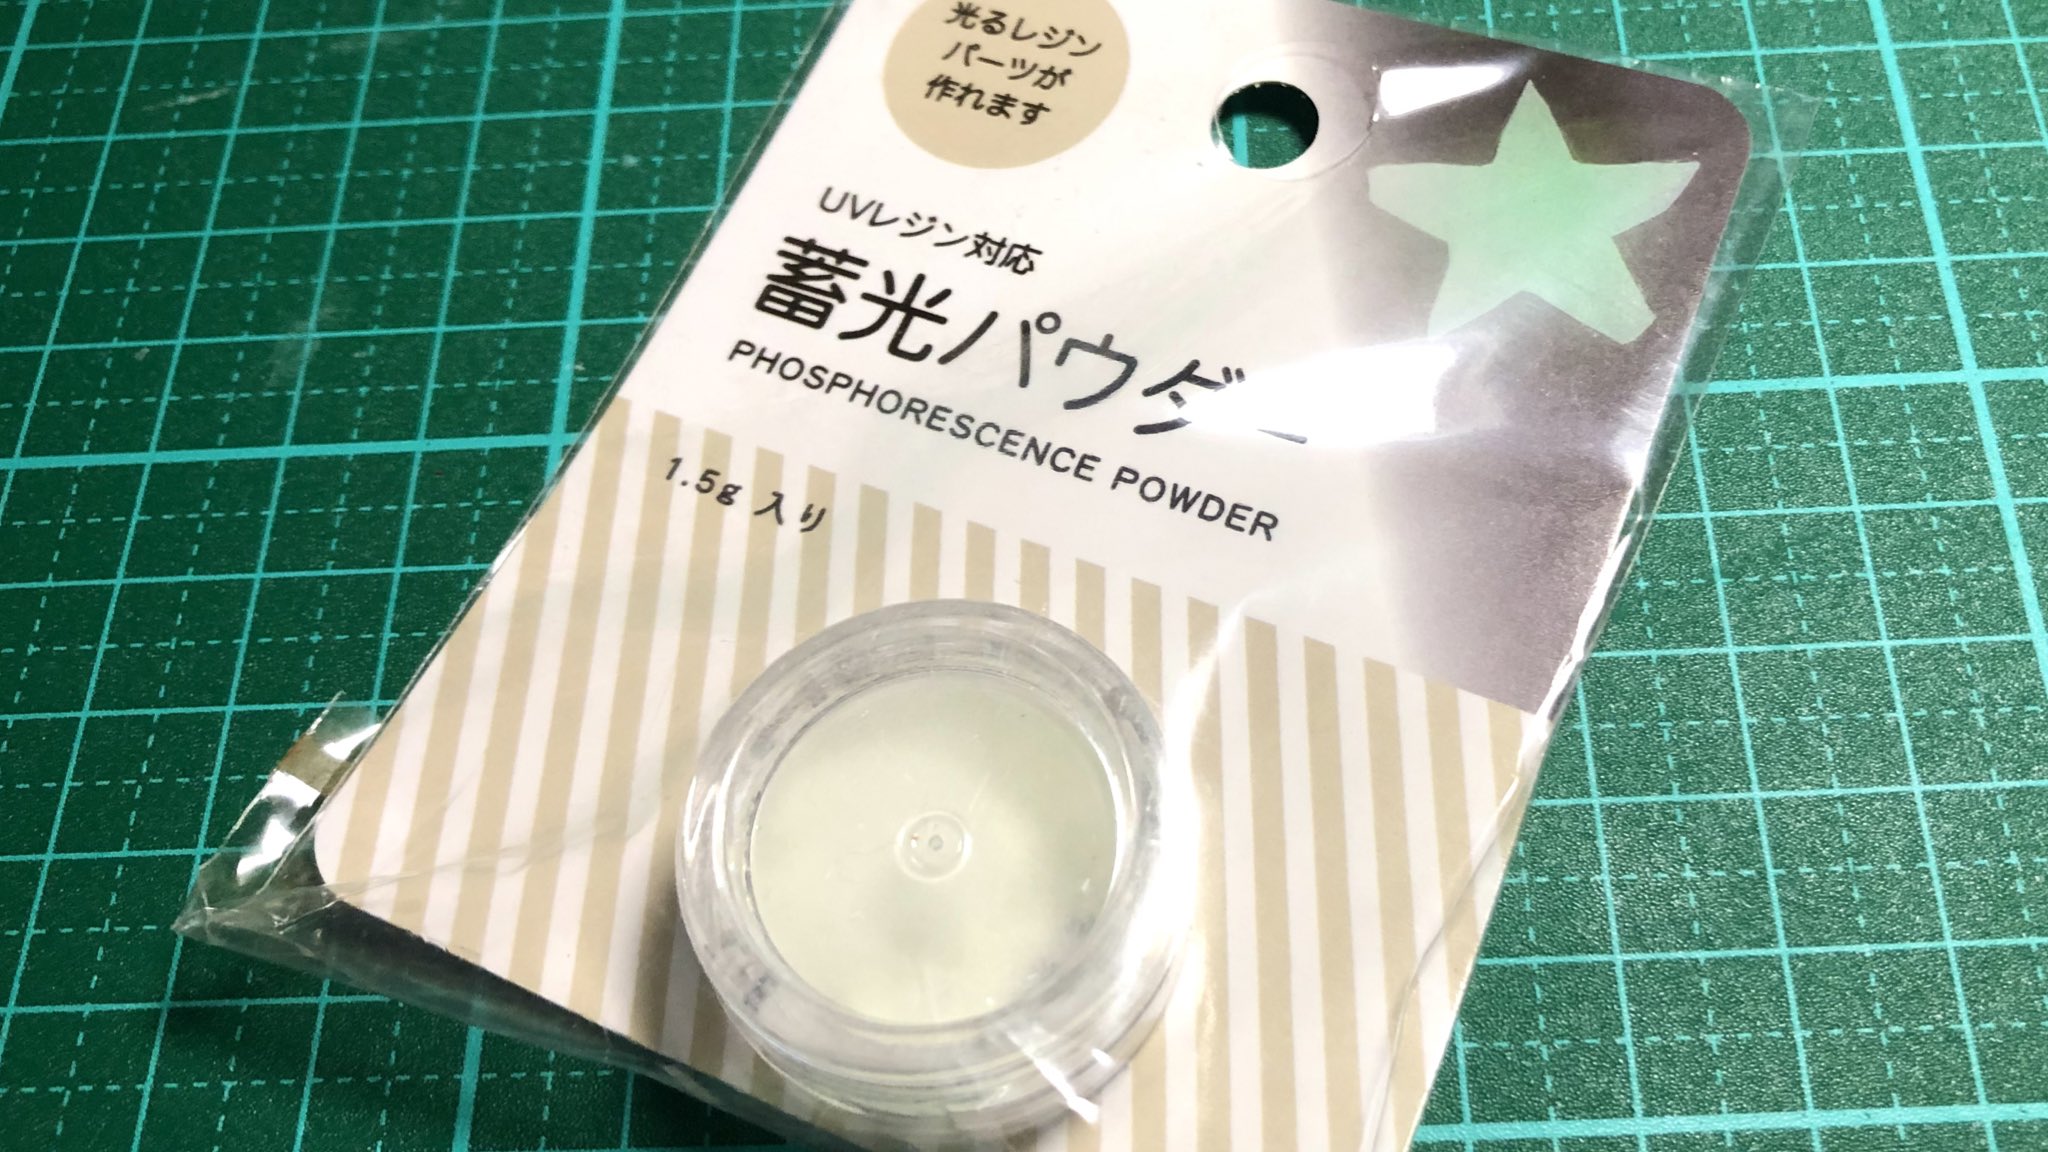 光るレジン
パーツが
作れます
UVレジン対応
蓄光パウダー
PHOSPHORESCENCE POWDER
1.5g 入り